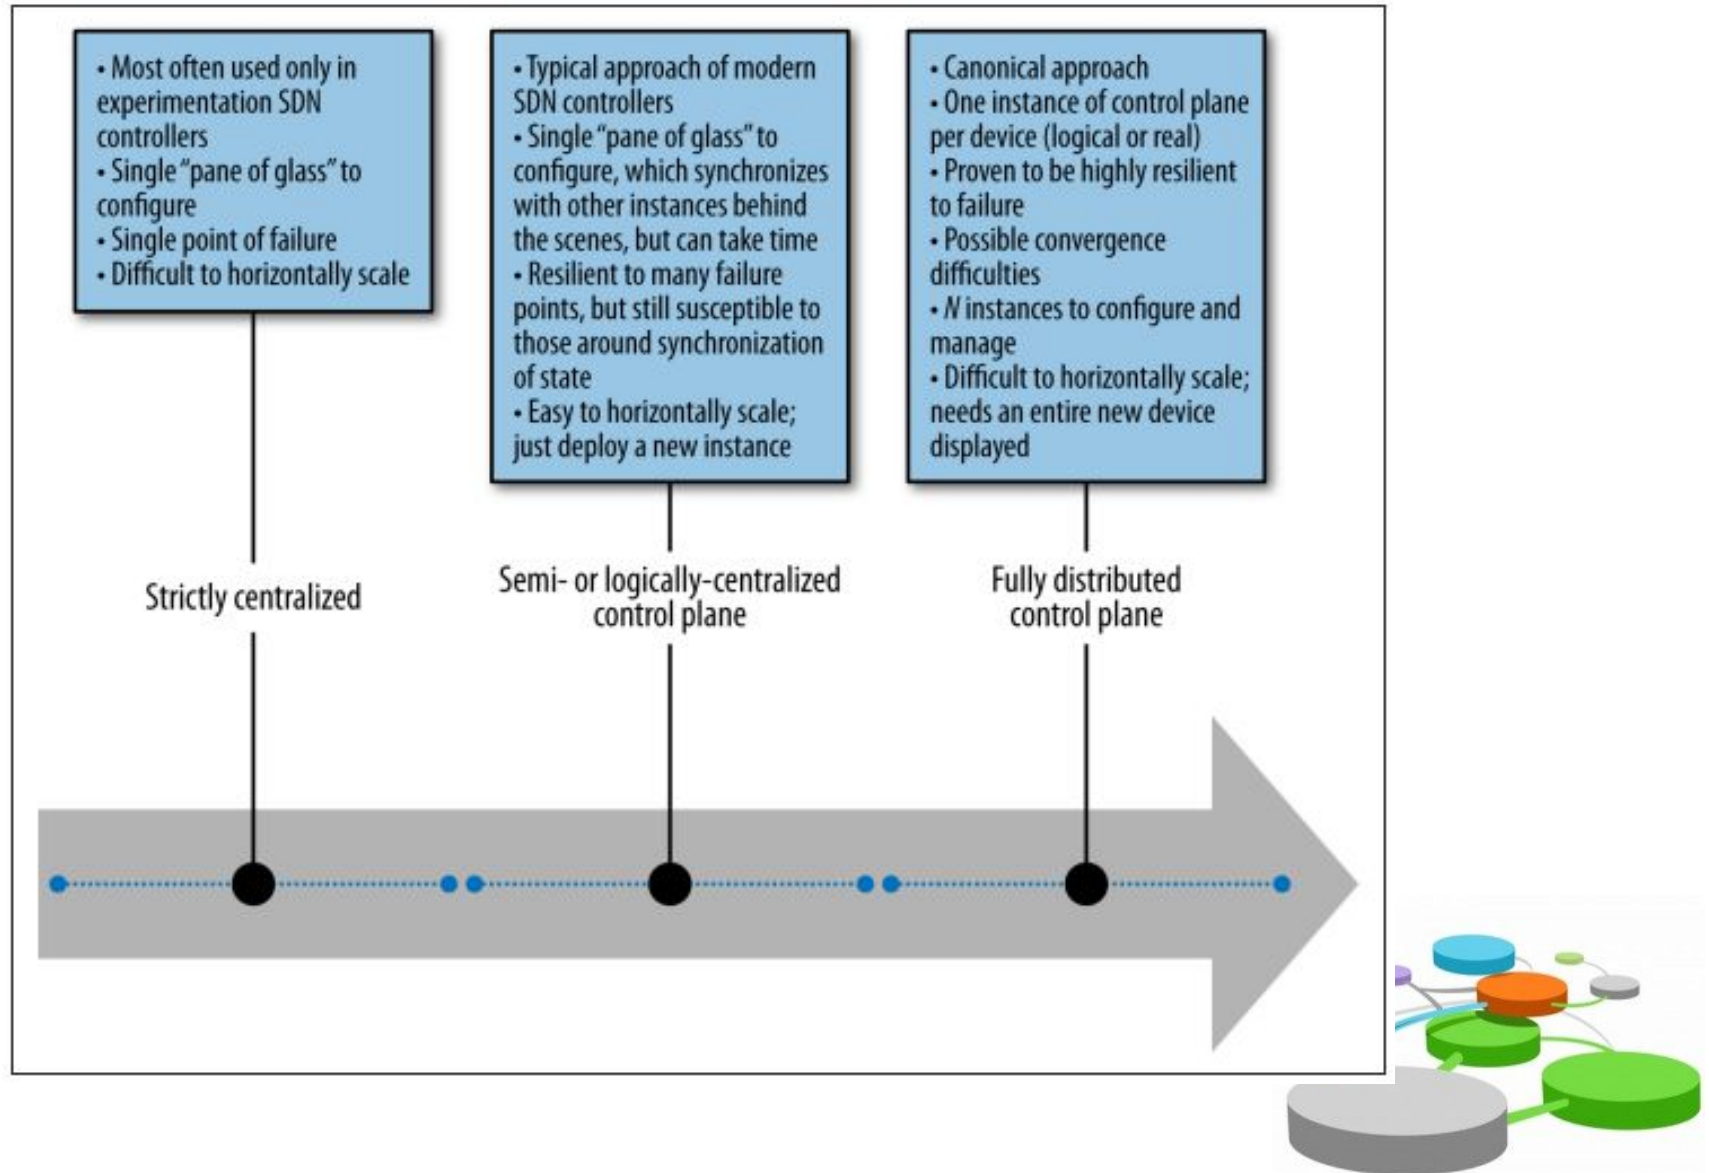 • Most often used only in
experimentation SDN
controllers
• Single “pane of glass” to
configure
• Single point of failure
• Difficult to horizontally scale
• Typical approach of modern
SDN controllers
• Single “pane of glass” to
configure, which synchronizes
with other instances behind
the scenes, but can take time
• Resilient to many failure
points, but still susceptible to
those around synchronization
of state
• Easy to horizontally scale;
just deploy a new instance
• Canonical approach
• One instance of control plane
per device (logical or real)
• Proven to be highly resilient
to failure
• Possible convergence
difficulties
• N instances to configure and
manage
• Difficult to horizontally scale;
needs an entire new device
displayed
Strictly centralized
Semi- or logically-centralized
control plane
Fully distributed
control plane